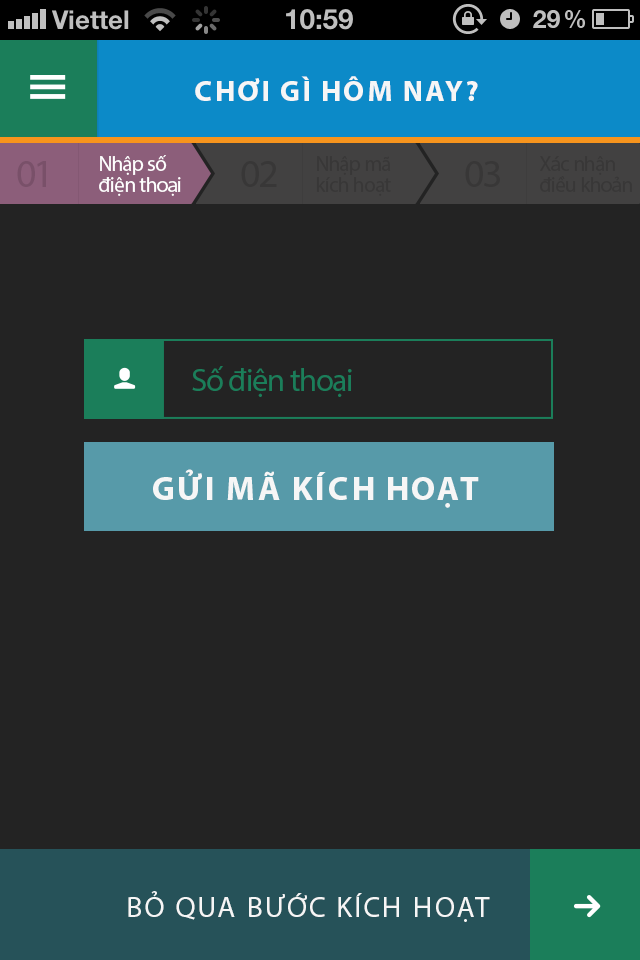 Viettel 10:59 29 %
CHƠI GÌ HÔM NAY?
01 Nhập số điện thoại
02 Nhập mã kích hoạt
03 Xác nhận điều khoản
Số điện thoại
GỬI MÃ KÍCH HOẠT
BỎ QUA BƯỚC KÍCH HOẠT